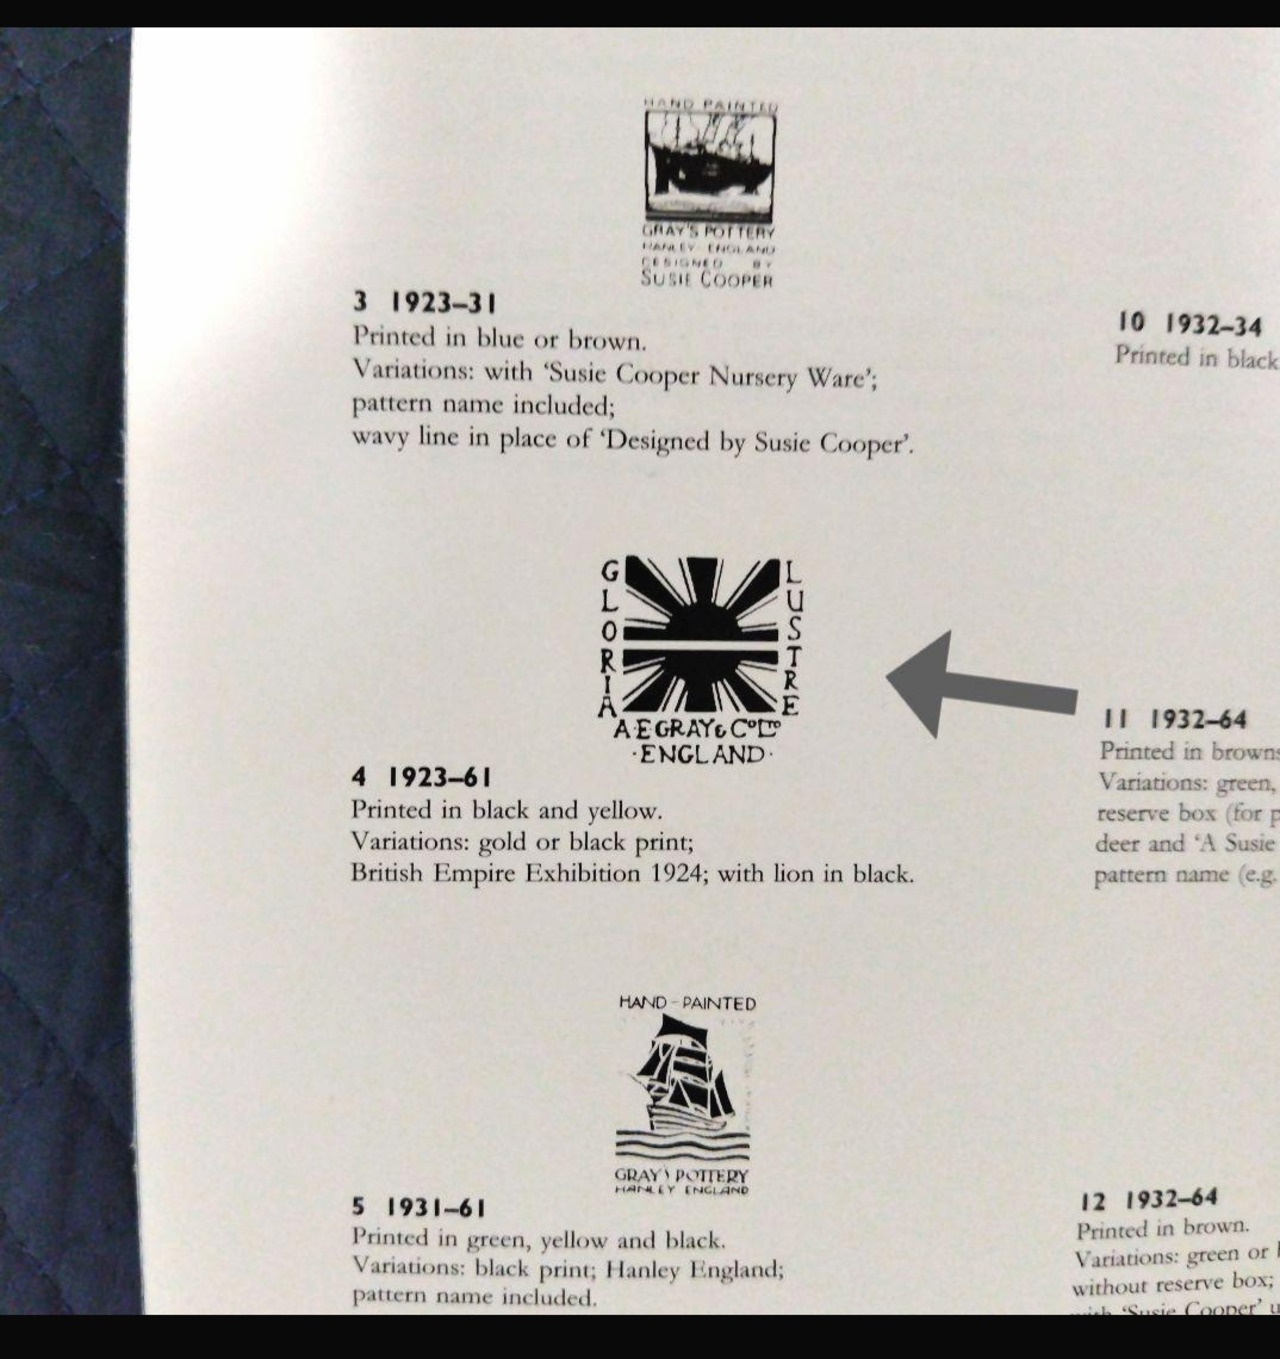 HAND PAINTED
GRAY'S POTTERY
HANLEY ENGLAND
DESIGNED BY
SUSIE COOPER
3 1923–31
Printed in blue or brown.
Variations: with ‘Susie Cooper Nursery Ware’;
pattern name included;
wavy line in place of ‘Designed by Susie Cooper’.
GLORIA
LUSTRE
A.E GRAY & Co LTD
·ENGLAND·
4 1923–61
Printed in black and yellow.
Variations: gold or black print;
British Empire Exhibition 1924; with lion in black.
HAND-PAINTED
GRAY'S POTTERY
HANLEY ENGLAND
5 1931–61
Printed in green, yellow and black.
Variations: black print; Hanley England;
pattern name included.
10 1932–34
Printed in black
11 1932–64
Printed in brown
Variations: green,
reserve box (for p
deer and ‘A Susie
pattern name (e.g.
12 1932–64
Printed in brown.
Variations: green or
without reserve box;
‘Susie Cooper’ u